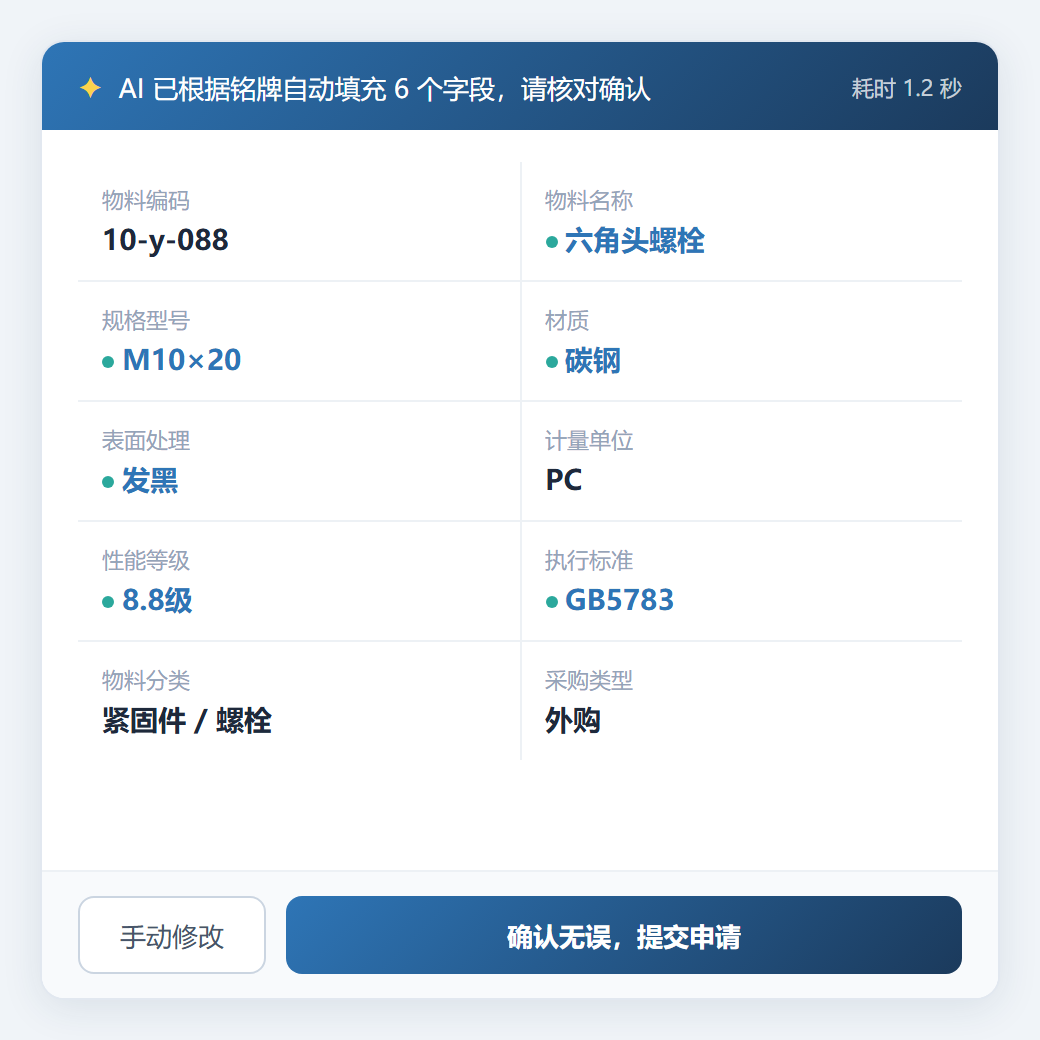 AI 已根据铭牌自动填充 6 个字段，请核对确认
耗时 1.2 秒
物料编码
10-y-088
物料名称
六角头螺栓
规格型号
M10×20
材质
碳钢
表面处理
发黑
计量单位
PC
性能等级
8.8级
执行标准
GB5783
物料分类
紧固件 / 螺栓
采购类型
外购
手动修改
确认无误，提交申请